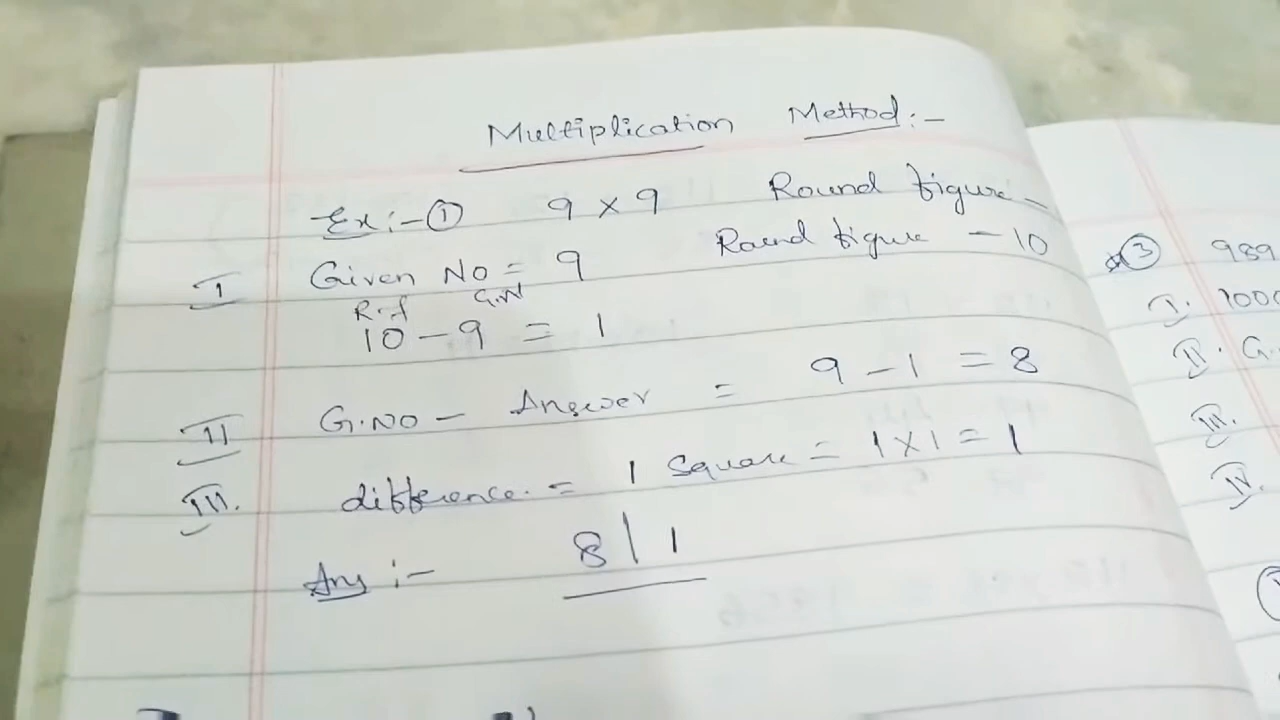 Multiplication Method:-
Ex:-① 9 × 9 Round figure -
I Given No = 9 Round figure - 10
R.f G.N
10 - 9 = 1
II G.NO - Answer = 9 - 1 = 8
III. difference. = 1 Square = 1 × 1 = 1
Ans :- 8 | 1
③ 989
I. 1000
II. G.
III.
IV.